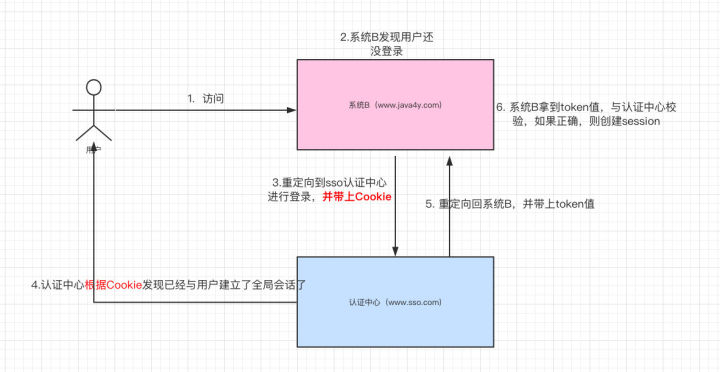 2.系统B发现用户还
没登录
1. 访问
系统B（www.java4y.com）
6. 系统B拿到token值，与认证中心校
验，如果正确，则创建session
用户
3.重定向到sso认证中心
进行登录，并带上Cookie
5. 重定向回系统B，并带上token值
4.认证中心根据Cookie发现已经与用户建立了全局会话了
认证中心（www.sso.com）